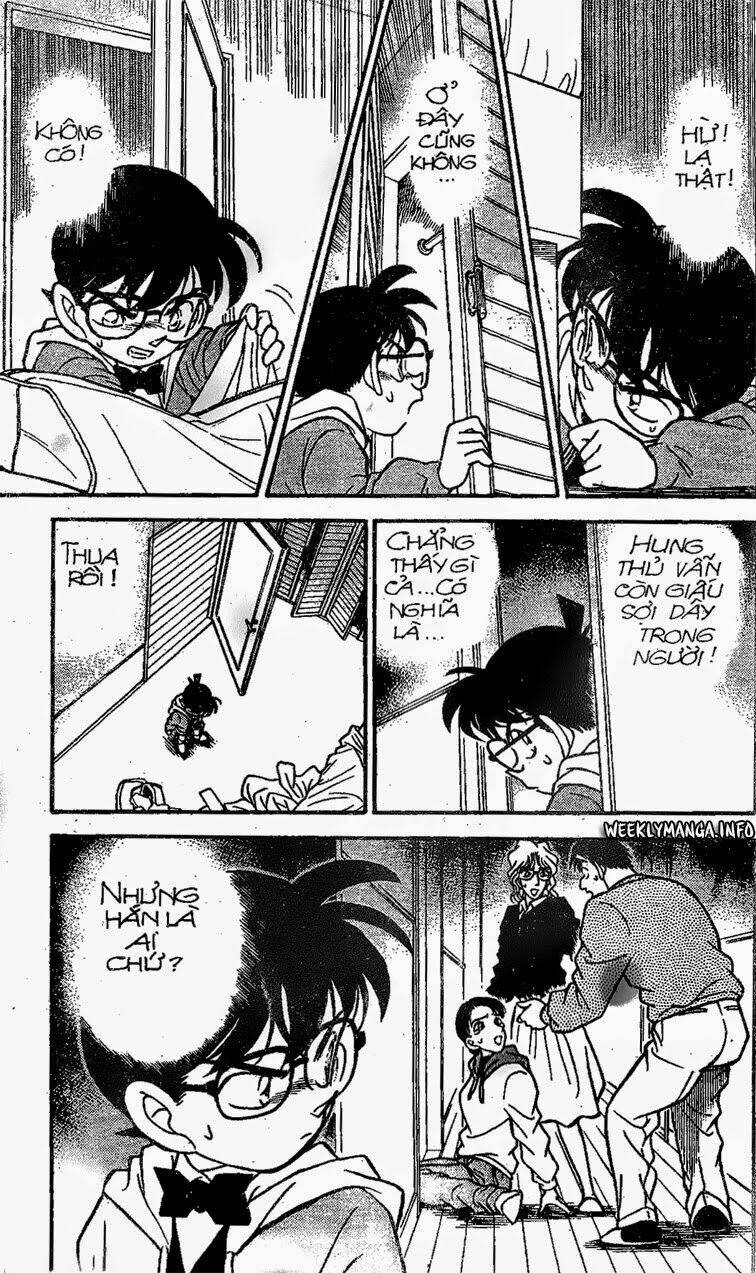 KHÔNG
CÓ!
Ở
ĐÂY
CŨNG
KHÔNG
...
HỪ!
LẠ
THẬT!
THUA
RỒI!
CHẲNG
THẤY GÌ
CẢ...CÓ
NGHĨA
LÀ...
HUNG
THỦ VẪN
CÒN GIẤU
SỢI DÂY
TRONG
NGƯỜI!
WEEKLYMANGA.INFO
NHƯNG
HẮN LÀ
AI
CHỨ?